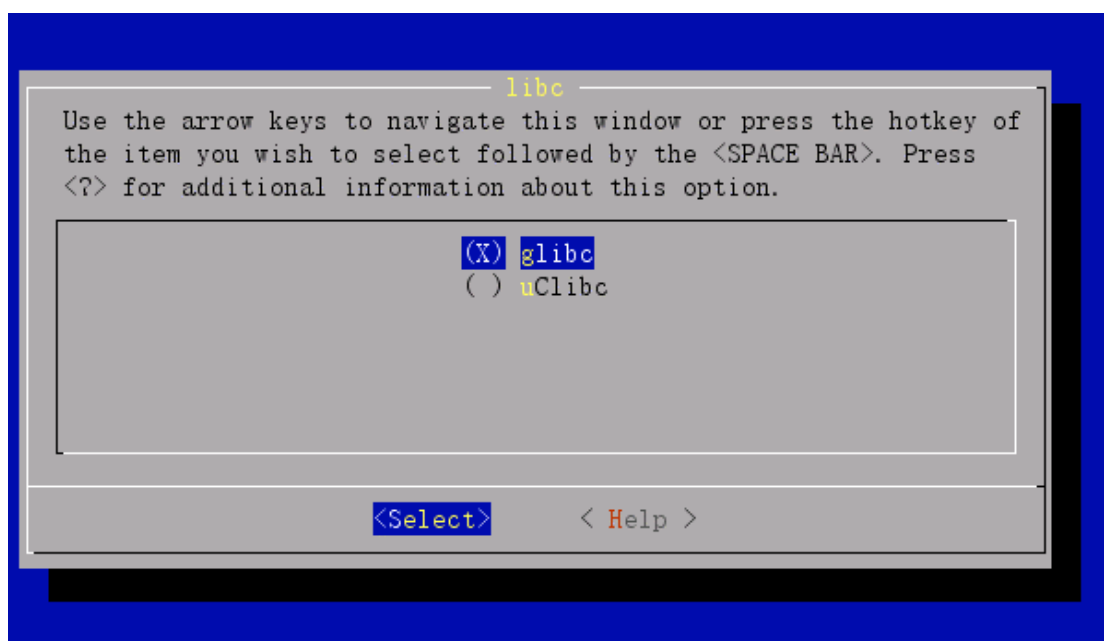 libc
Use the arrow keys to navigate this window or press the hotkey of
the item you wish to select followed by the <SPACE BAR>. Press
<?> for additional information about this option.
(X) glibc
( ) uClibc
<Select> < Help >